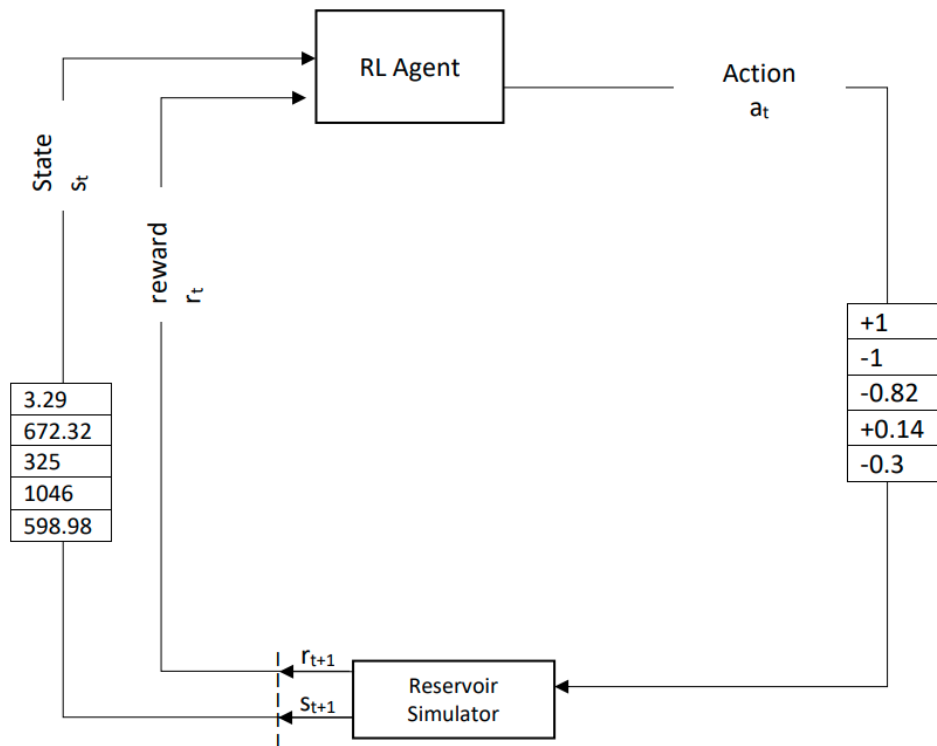 RL Agent
Action
aₜ
State
sₜ
reward
rₜ
+1
-1
-0.82
+0.14
-0.3
3.29
672.32
325
1046
598.98
rₜ₊₁
sₜ₊₁
Reservoir
Simulator